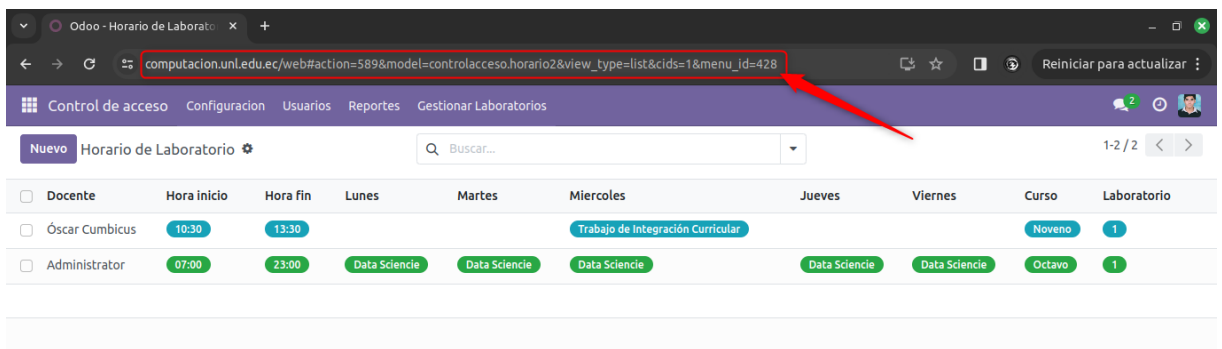 Odoo - Horario de Laborato
computacion.unl.edu.ec/web#action=589&model=controlacceso.horario2&view_type=list&cids=1&menu_id=428
Reiniciar para actualizar
Control de acceso Configuracion Usuarios Reportes Gestionar Laboratorios 2
Nuevo Horario de Laboratorio Buscar... 1-2 / 2
Docente Hora inicio Hora fin Lunes Martes Miercoles Jueves Viernes Curso Laboratorio
Óscar Cumbicus 10:30 13:30 Trabajo de Integración Curricular Noveno 1
Administrator 07:00 23:00 Data Sciencie Data Sciencie Data Sciencie Data Sciencie Data Sciencie Octavo 1